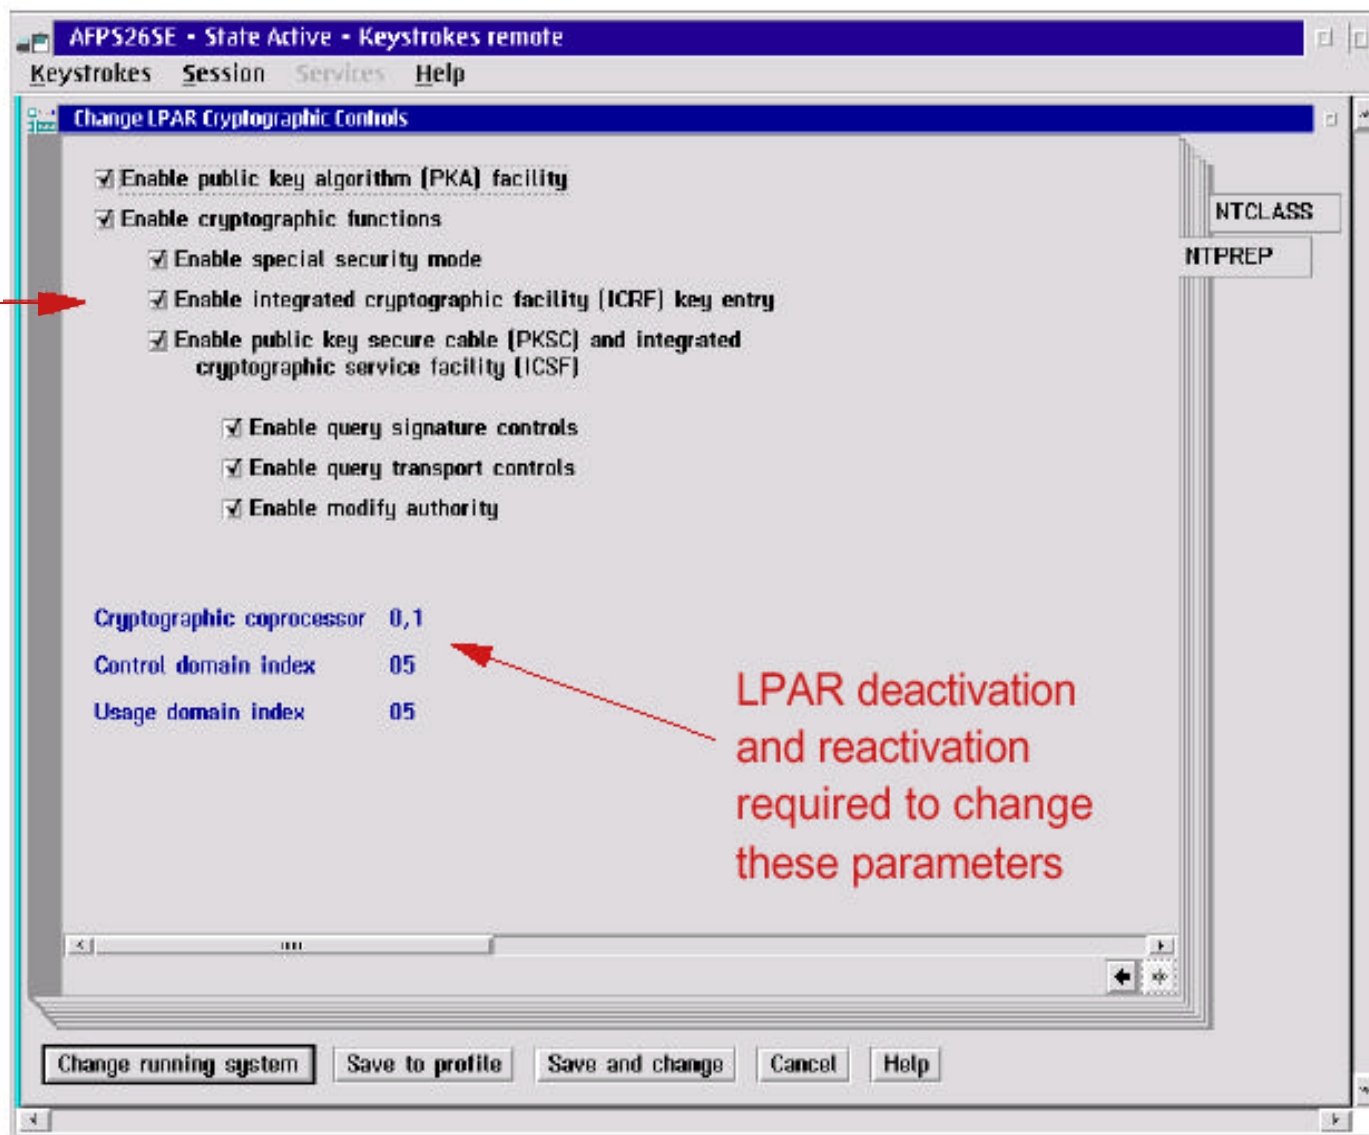 AFPS26SE - State Active - Keystrokes remote
Keystrokes Session Services Help
Change LPAR Cryptographic Controls
Enable public key algorithm (PKA) facility
Enable cryptographic functions
Enable special security mode
Enable integrated cryptographic facility (ICRF) key entry
Enable public key secure cable (PKSC) and integrated
cryptographic service facility (ICSF)
Enable query signature controls
Enable query transport controls
Enable modify authority
NTCLASS
NTPREP
Cryptographic coprocessor 0,1
Control domain index 05
Usage domain index 05
LPAR deactivation
and reactivation
required to change
these parameters
Change running system Save to profile Save and change Cancel Help